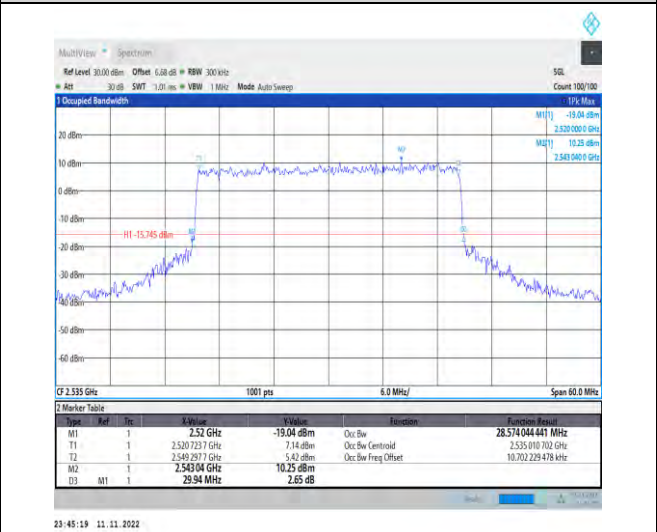 MultiView Spectrum
Ref Level 30.00 dBm Offset 6.68 dB RBW 300 kHz SGL
Att 30 dB SWT 1.01 ms VBW 1 MHz Mode Auto Sweep Count 100/100
1 Occupied Bandwidth 1Pk Max
M1[1] -19.04 dBm
2.520 000 0 GHz
M2[1] 10.25 dBm
2.543 040 0 GHz
20 dBm
10 dBm
0 dBm
-10 dBm
H1 -15.745 dBm
-20 dBm
-30 dBm
-40 dBm
-50 dBm
-60 dBm
CF 2.535 GHz 1001 pts 6.0 MHz/ Span 60.0 MHz
2 Marker Table
Type Ref Trc X-Value Y-Value Function Function Result
M1 1 2.52 GHz -19.04 dBm Occ Bw 28.574 044 441 MHz
T1 1 2.520 723 7 GHz 7.14 dBm Occ Bw Centroid 2.535 010 702 GHz
T2 1 2.549 297 7 GHz 5.42 dBm Occ Bw Freq Offset 10.702 229 478 kHz
M2 1 2.543 04 GHz 10.25 dBm
D3 M1 1 29.94 MHz 2.65 dB
23:45:19 11.11.2022